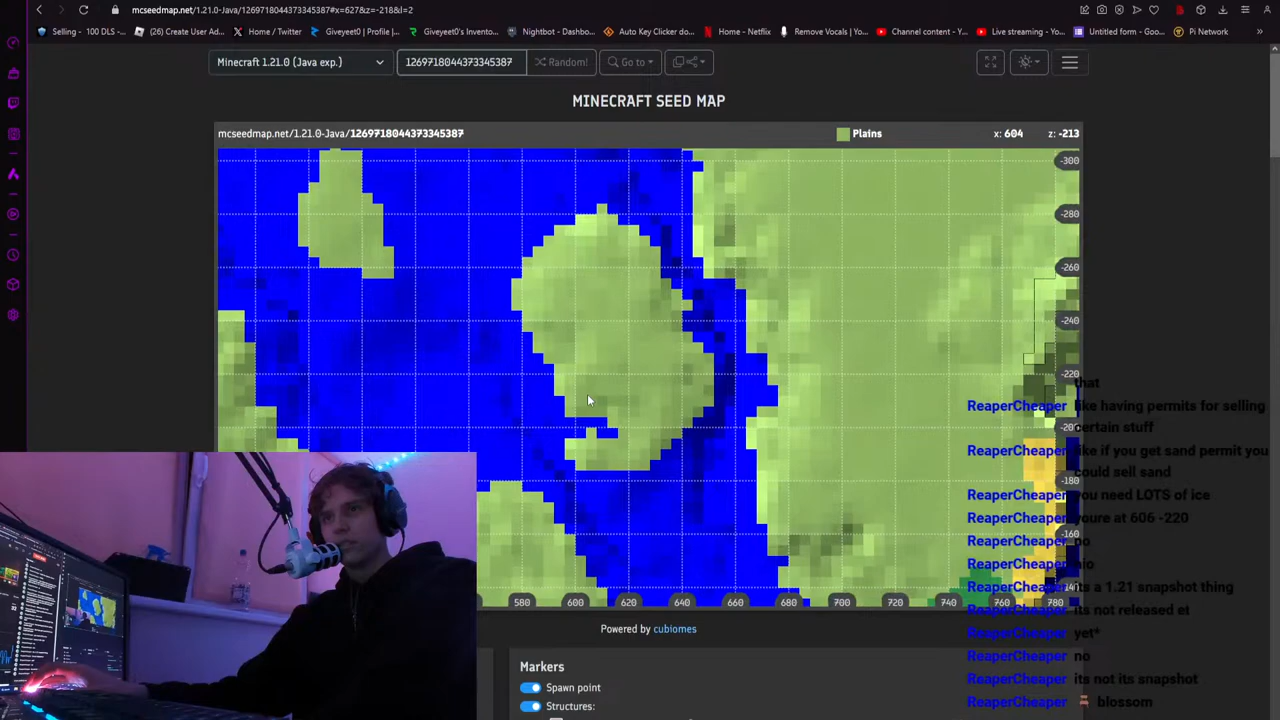 mcseedmap.net/1.21.0-Java/1269718044373345387#x=627&z=-218&l=2
Selling - 100 DLS -...
(26) Create User Ad...
Home / Twitter
Giveyeet0 | Profile |...
Giveyeet0's Invento...
Nightbot - Dashbo...
Auto Key Clicker do...
Home - Netflix
Remove Vocals | Yo...
Channel content - Y...
Live streaming - Yo...
Untitled form - Goo...
Pi Network
Minecraft 1.21.0 (Java exp.)
1269718044373345387
Random!
Go to
MINECRAFT SEED MAP
mcseedmap.net/1.21.0-Java/1269718044373345387
Plains
x: 604
z: -213
-300
-280
-260
-240
-220
-200
-180
-160
580 600 620 640 660 680 700 720 740 760 780
that
ReaperCheaper like having permits for selling
certain stuff
ReaperCheaper like if you get sand permit you
could sell sand
ReaperCheaper you need LOTS of ice
ReaperCheaper youre at 606 -220
ReaperCheaper
ReaperCheaper
ReaperCheaper its a 1.21 snapshot thing
ReaperCheaper its not released et
ReaperCheaper yet*
ReaperCheaper no
ReaperCheaper its not its snapshot
ReaperCheaper blossom
Powered by cubiomes
Markers
Spawn point
Structures: